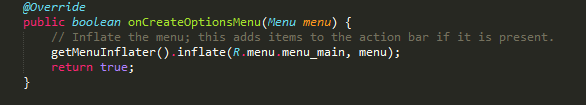 @Override
public boolean onCreateOptionsMenu(Menu menu) {
// Inflate the menu; this adds items to the action bar if it is present.
getMenuInflater().inflate(R.menu.menu_main, menu);
return true;
}